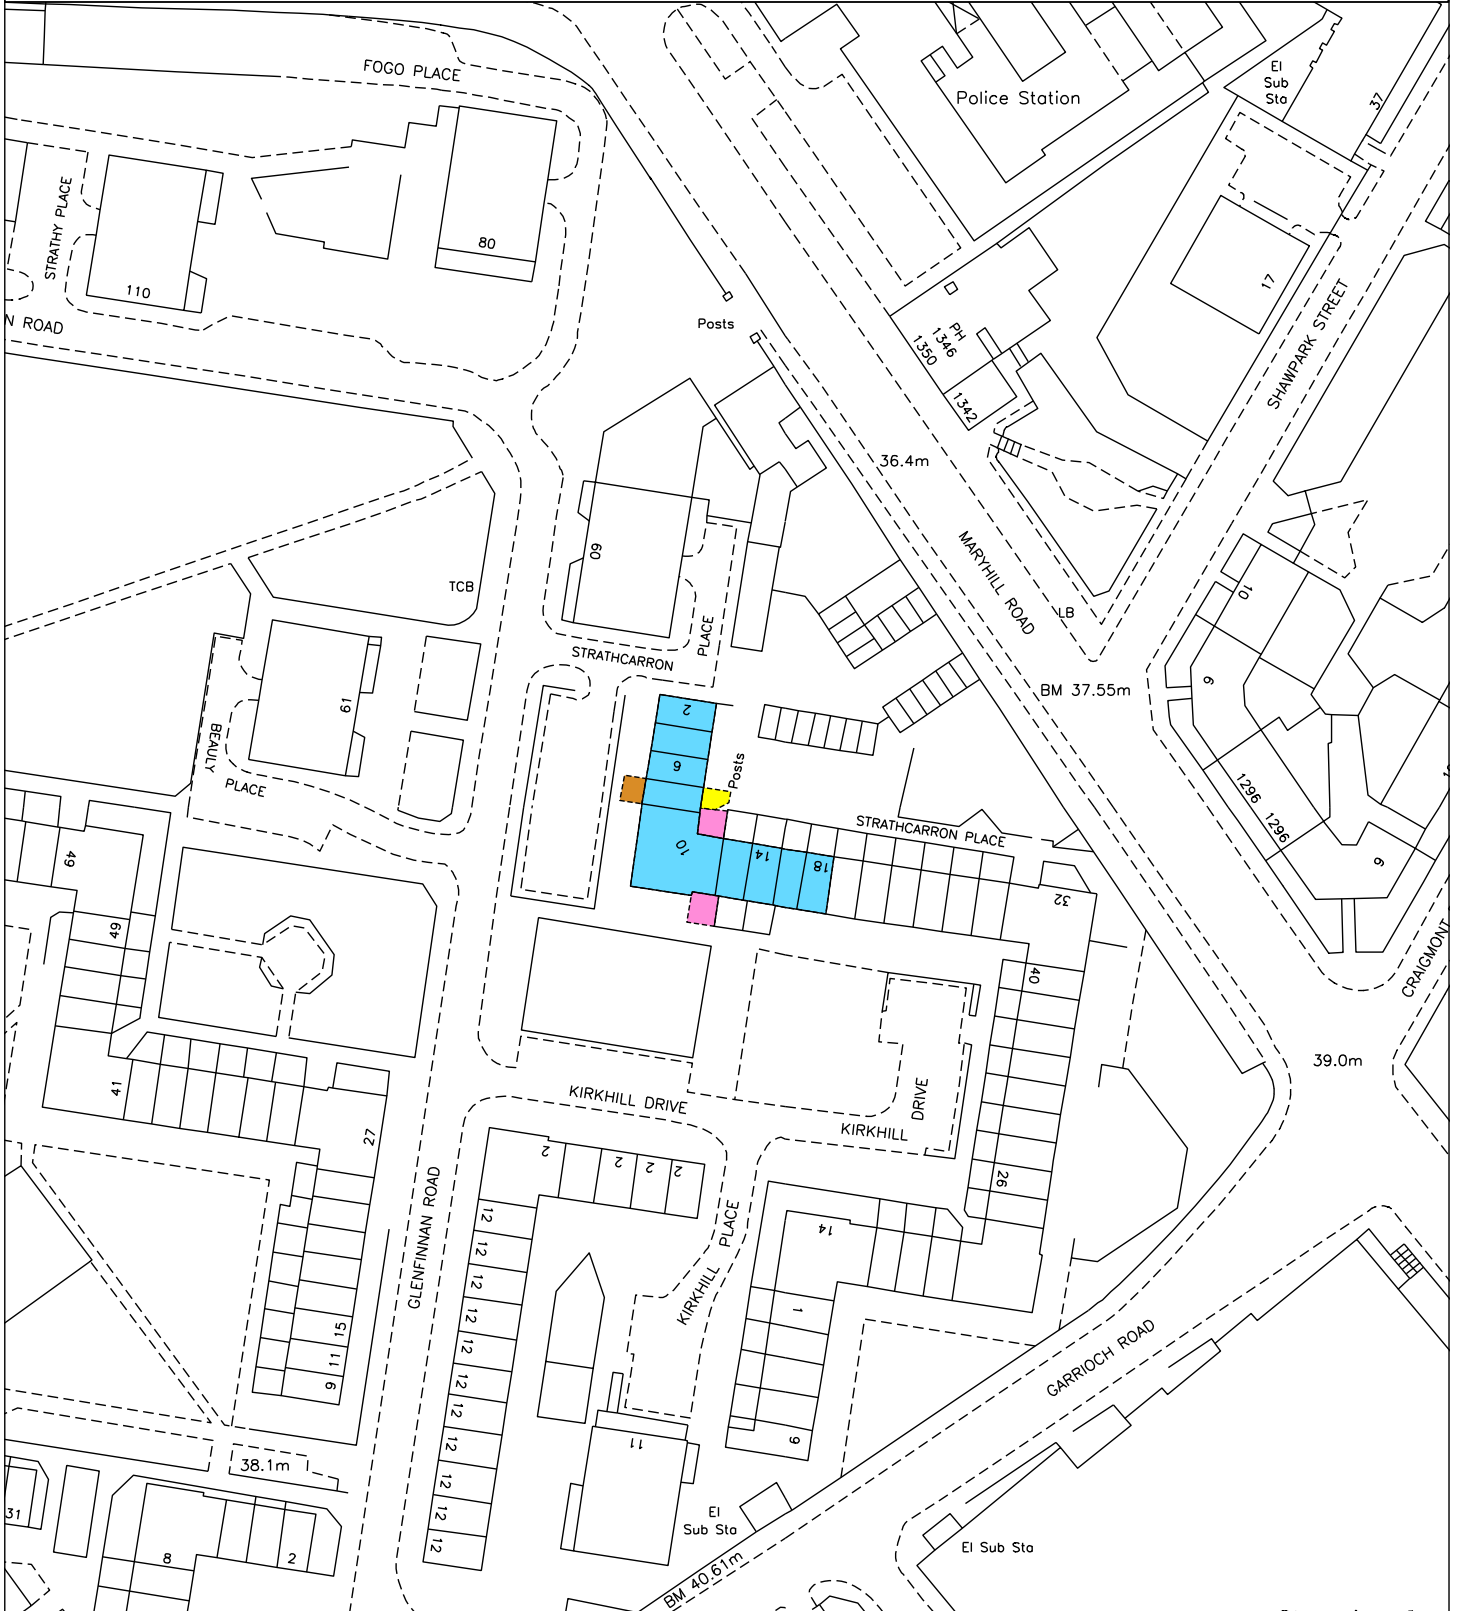 FOGO PLACE
Police Station
El
Sub
Sta
37
STRATHY PLACE
110
80
17
N ROAD
Posts
PH
1346
1350
1342
SHAWPARK STREET
36.4m
MARYHILL ROAD
LB
60
TCB
10
STRATHCARRON
PLACE
BM 37.55m
9
61
BEAULY
PLACE
2
6
Posts
1296
1296
9
STRATHCARRON PLACE
10
14
18
32
49
49
40
CRAIGMONT
39.0m
41
27
KIRKHILL DRIVE
DRIVE
KIRKHILL
2
2
2
2
26
GLENFINNAN ROAD
12
12
12
12
12
12
12
12
12
12
12
PLACE
KIRKHILL
14
1
15
11
9
GARRIOCH ROAD
11
9
38.1m
31
8
2
El
Sub Sta
El Sub Sta
BM 40.61m